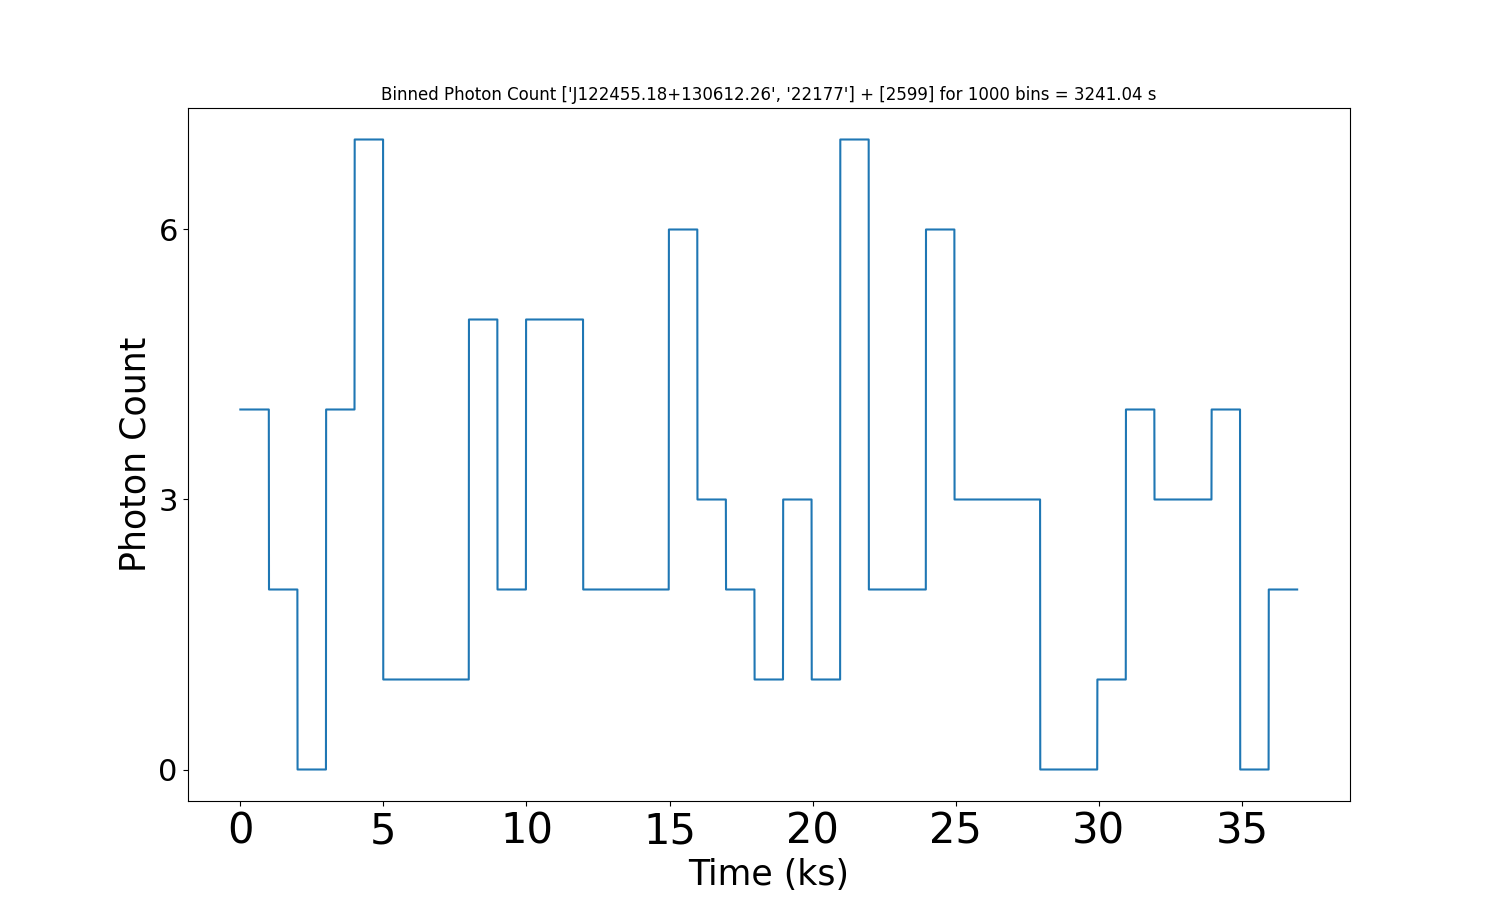 Binned Photon Count ['J122455.18+130612.26', '22177'] + [2599] for 1000 bins = 3241.04 s
Photon Count
6
3
0
0 5 10 15 20 25 30 35
Time (ks)